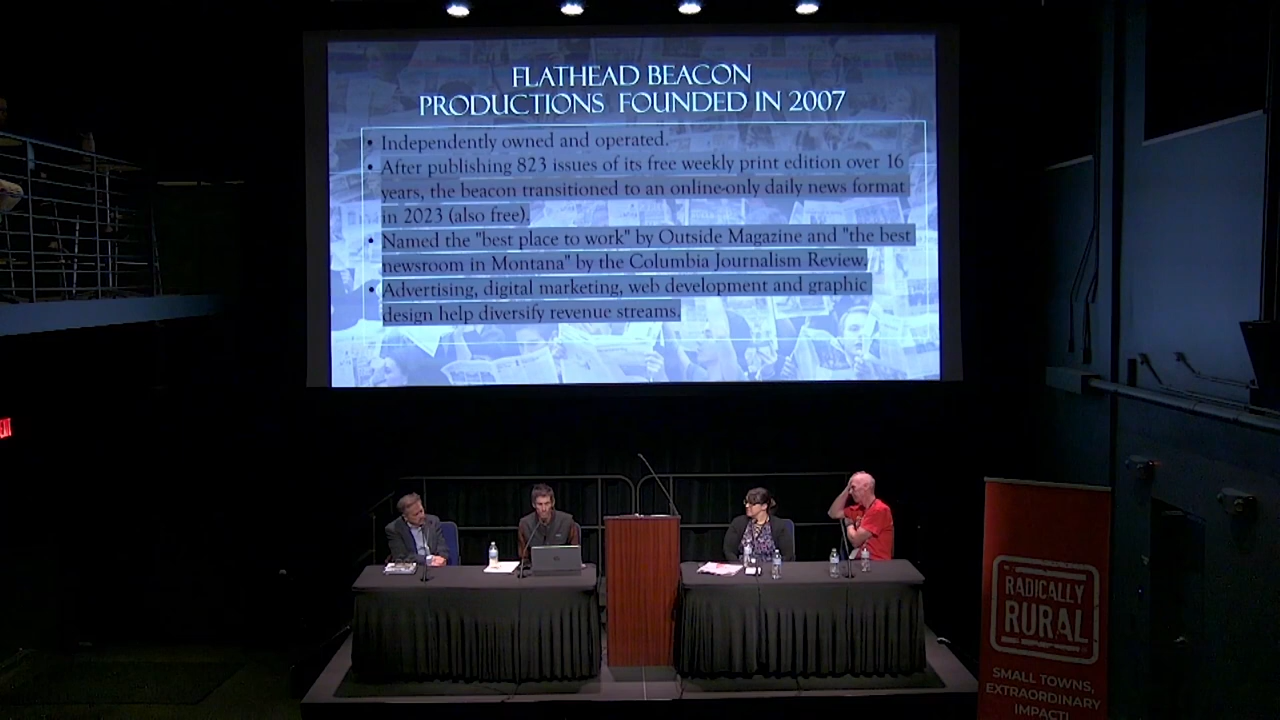 FLATHEAD BEACON
PRODUCTIONS FOUNDED IN 2007
• Independently owned and operated.
• After publishing 823 issues of its free weekly print edition over 16
years, the beacon transitioned to an online-only daily news format
in 2023 (also free).
• Named the "best place to work" by Outside Magazine and "the best
newsroom in Montana" by the Columbia Journalism Review.
• Advertising, digital marketing, web development and graphic
design help diversify revenue streams.
RADICALLY
RURAL
SMALL TOWNS,
EXTRAORDINARY
IMPACT!